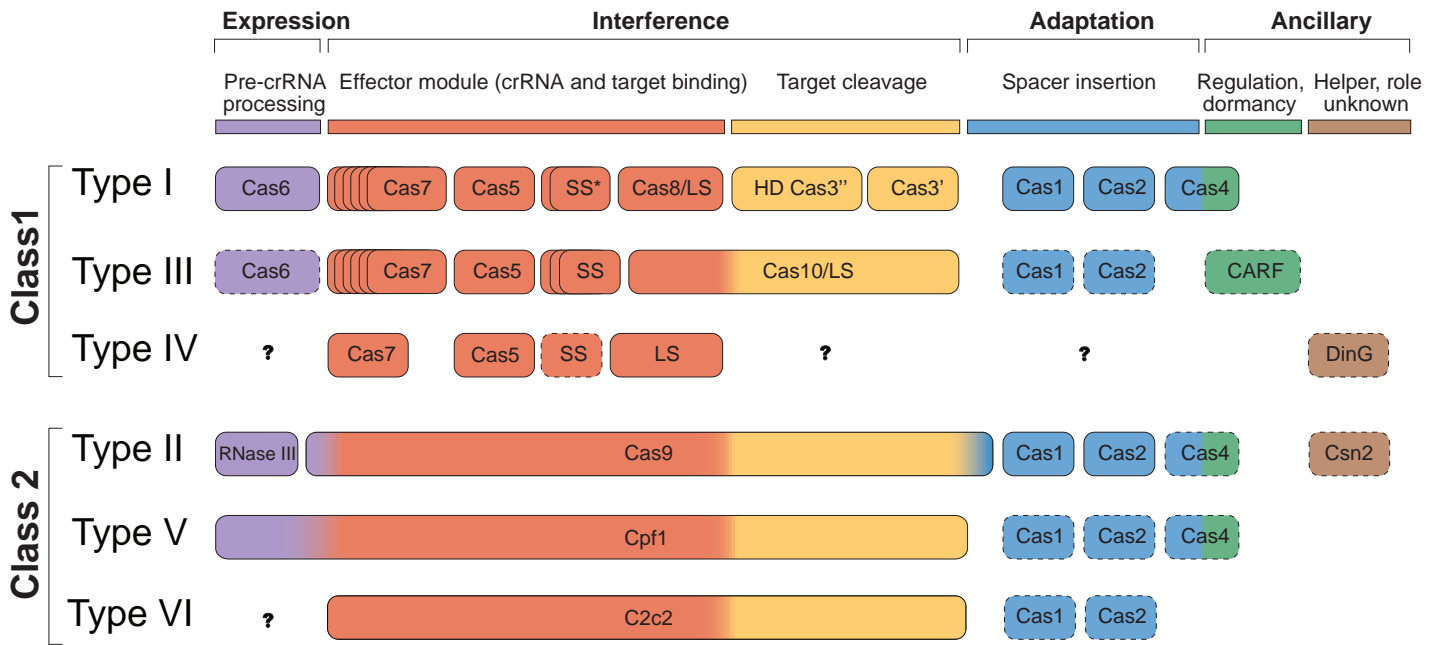 Expression Interference Adaptation Ancillary
Pre-crRNA Effector module (crRNA and target binding) Target cleavage Spacer insertion Regulation, Helper, role
processing dormancy unknown
Class1
Type I Cas6 Cas7 Cas5 SS* Cas8/LS HD Cas3'' Cas3' Cas1 Cas2 Cas4
Type III Cas6 Cas7 Cas5 SS Cas10/LS Cas1 Cas2 CARF
Type IV ? Cas7 Cas5 SS LS ? ? DinG
Class 2
Type II RNase III Cas9 Cas1 Cas2 Cas4 Csn2
Type V Cpf1 Cas1 Cas2 Cas4
Type VI ? C2c2 Cas1 Cas2